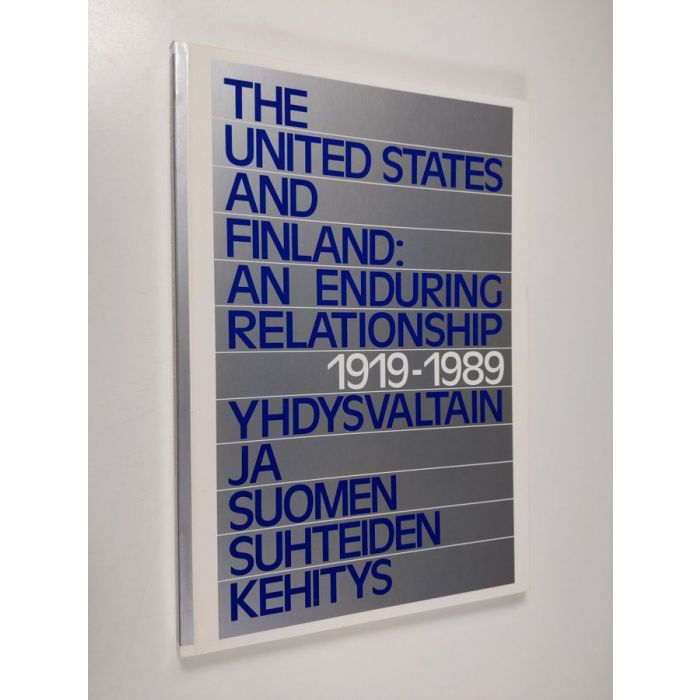 THE
UNITED STATES
AND
FINLAND:
AN ENDURING
RELATIONSHIP
1919-1989
YHDYSVALTAIN
JA
SUOMEN
SUHTEIDEN
KEHITYS